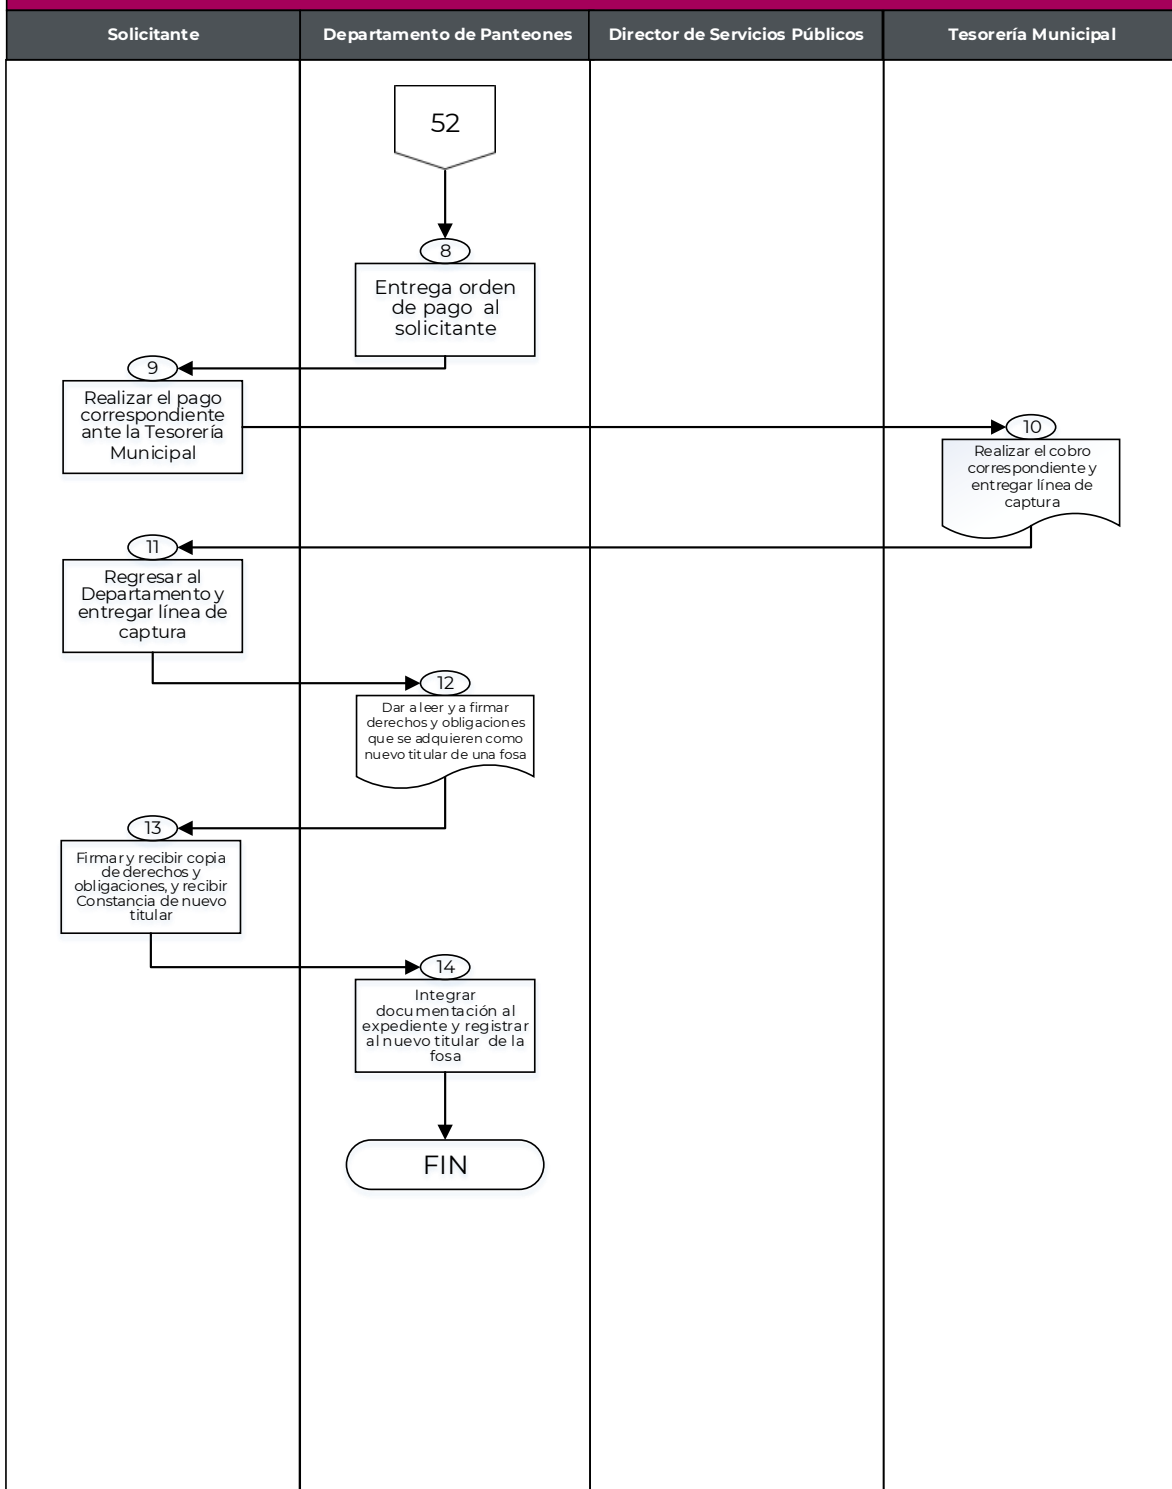 Solicitante
Departamento de Panteones
Director de Servicios Públicos
Tesorería Municipal
52
8
Entrega orden
de pago al
solicitante
9
Realizar el pago
correspondiente
ante la Tesorería
Municipal
10
Realizar el cobro
correspondiente y
entregar línea de
captura
11
Regresar al
Departamento y
entregar línea de
captura
12
Dar a leer y a firmar
derechos y obligaciones
que se adquieren como
nuevo titular de una fosa
13
Firmar y recibir copia
de derechos y
obligaciones, y recibir
Constancia de nuevo
titular
14
Integrar
documentación al
expediente y registrar
al nuevo titular de la
fosa
FIN